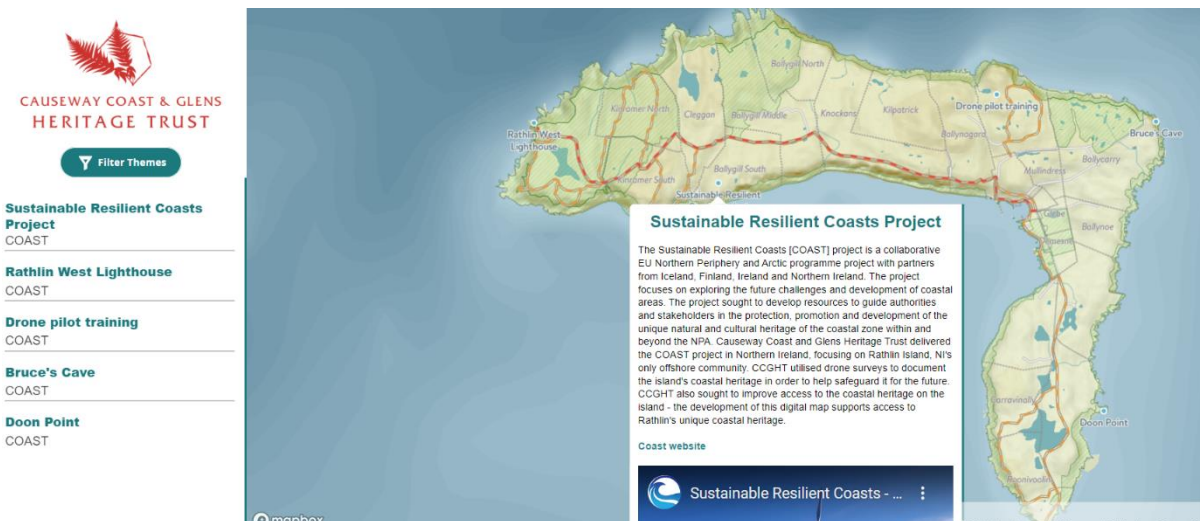 CAUSEWAY COAST & GLENS
HERITAGE TRUST
Filter Themes
Sustainable Resilient Coasts
Project
COAST
Rathlin West Lighthouse
COAST
Drone pilot training
COAST
Bruce's Cave
COAST
Doon Point
COAST
Ballygill North
Kinramer North
Cleggan
Ballygill Middle
Knockans
Kilpatrick
Drone pilot training
Ballynagard
Bruce's Cave
Rathlin West
Lighthouse
Ballycarry
Mullindress
Kinramer South
Ballygill South
Sustainable Resilient
Church
Ballynoe
Carravinally
Doon Point
Roonivoolin
Sustainable Resilient Coasts Project
The Sustainable Resilient Coasts [COAST] project is a collaborative
EU Northern Periphery and Arctic programme project with partners
from Iceland, Finland, Ireland and Northern Ireland. The project
focuses on exploring the future challenges and development of coastal
areas. The project sought to develop resources to guide authorities
and stakeholders in the protection, promotion and development of the
unique natural and cultural heritage of the coastal zone within and
beyond the NPA. Causeway Coast and Glens Heritage Trust delivered
the COAST project in Northern Ireland, focusing on Rathlin Island, NI's
only offshore community. CCGHT utilised drone surveys to document
the island's coastal heritage in order to help safeguard it for the future.
CCGHT also sought to improve access to the coastal heritage on the
island - the development of this digital map supports access to
Rathlin's unique coastal heritage.
Coast website
Sustainable Resilient Coasts - ...
mapbox